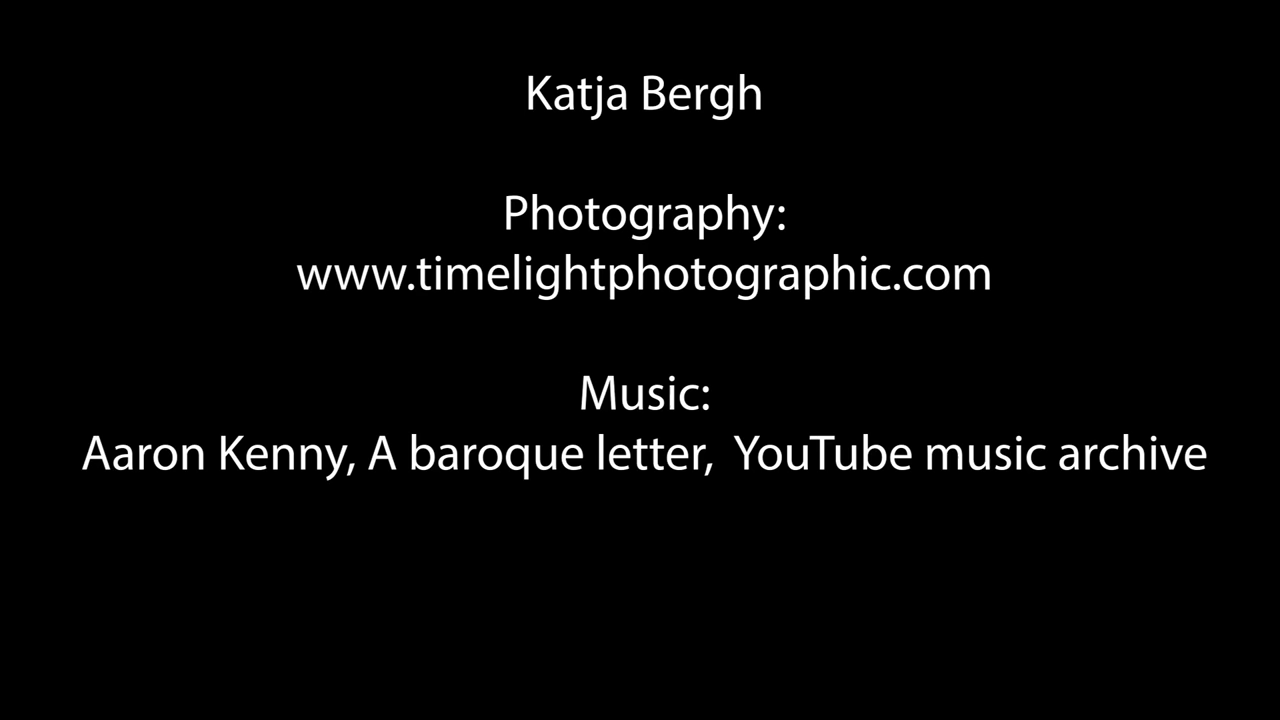 Katja Bergh
Photography:
www.timelightphotographic.com
Music:
Aaron Kenny, A baroque letter,  YouTube music archive